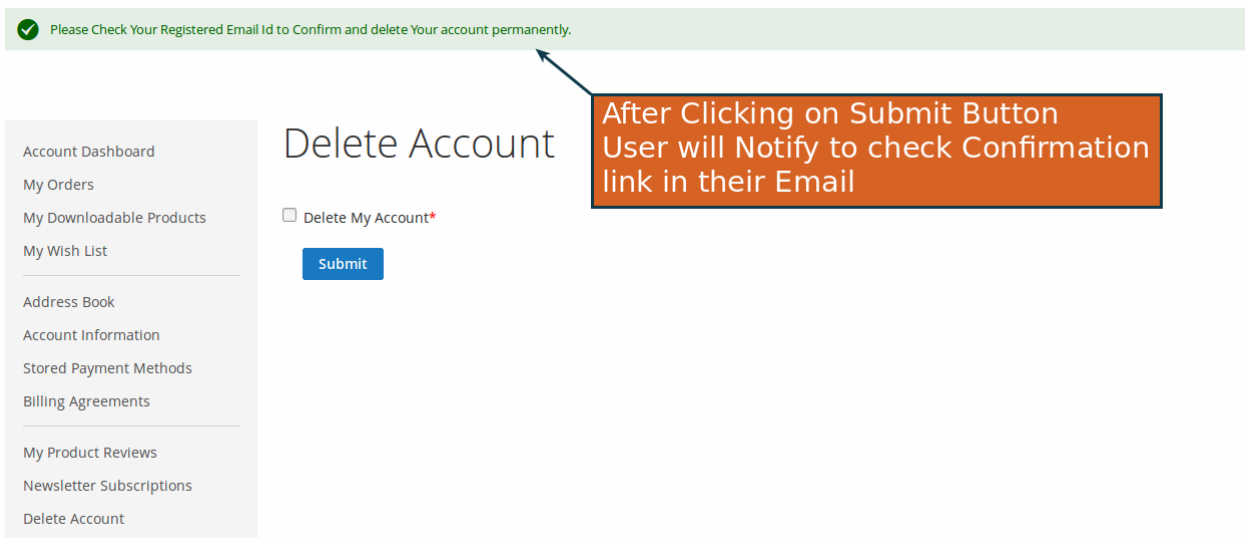 Please Check Your Registered Email Id to Confirm and delete Your account permanently.
After Clicking on Submit Button
User will Notify to check Confirmation
link in their Email
Delete Account
Delete My Account*
Submit
Account Dashboard
My Orders
My Downloadable Products
My Wish List
Address Book
Account Information
Stored Payment Methods
Billing Agreements
My Product Reviews
Newsletter Subscriptions
Delete Account